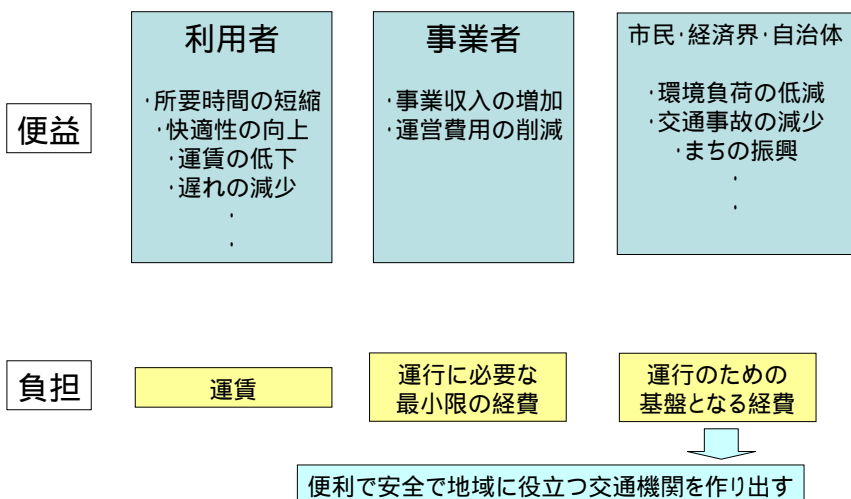 便益
利用者
･所要時間の短縮
･快適性の向上
･運賃の低下
･遅れの減少
･
･
事業者
･事業収入の増加
･運営費用の削減
市民･経済界･自治体
･環境負荷の低減
･交通事故の減少
･まちの振興
･
･
負担
運賃
運行に必要な
最小限の経費
運行のための
基盤となる経費
便利で安全で地域に役立つ交通機関を作り出す